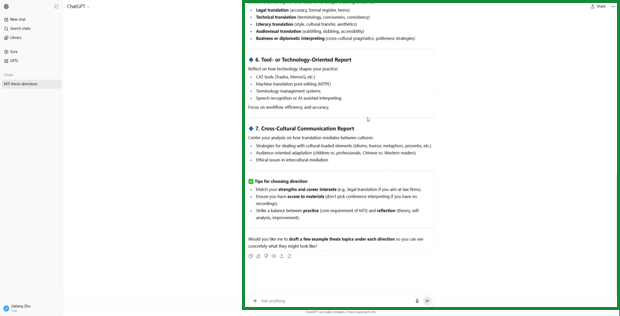 ChatGPT
Share
New chat
Search chats
Library
Sora
GPTs
Chats
MTI thesis directions
Legal translation (accuracy, formal register, terms)
Technical translation (terminology, conciseness, consistency)
Literary translation (style, cultural transfer, aesthetics)
Audiovisual translation (subtitling, dubbing, accessibility)
Business or diplomatic interpreting (cross-cultural pragmatics, politeness strategies)
6. Tool- or Technology-Oriented Report
Reflect on how technology shapes your practice:
CAT tools (Trados, MemoQ, etc.)
Machine translation post-editing (MTPE)
Terminology management systems
Speech recognition or AI-assisted interpreting
Focus on workflow, efficiency, and accuracy.
7. Cross-Cultural Communication Report
Center your analysis on how translation mediates between cultures:
Strategies for dealing with cultural-loaded elements (idioms, humor, metaphors, proverbs, etc.)
Audience-oriented adaptation (children vs. professionals, Chinese vs. Western readers)
Ethical issues in intercultural mediation
Tips for choosing direction:
Match your strengths and career interests (e.g., legal translation if you aim at law firms).
Ensure you have access to materials (don't pick conference interpreting if you have no
recordings).
Strike a balance between practice (core requirement of MTI) and reflection (theory, self-
analysis, improvement).
Would you like me to draft a few example thesis topics under each direction so you can see
concretely what they might look like?
Ask anything
ChatGPT can make mistakes. Check important info.
Jialiang Zhu